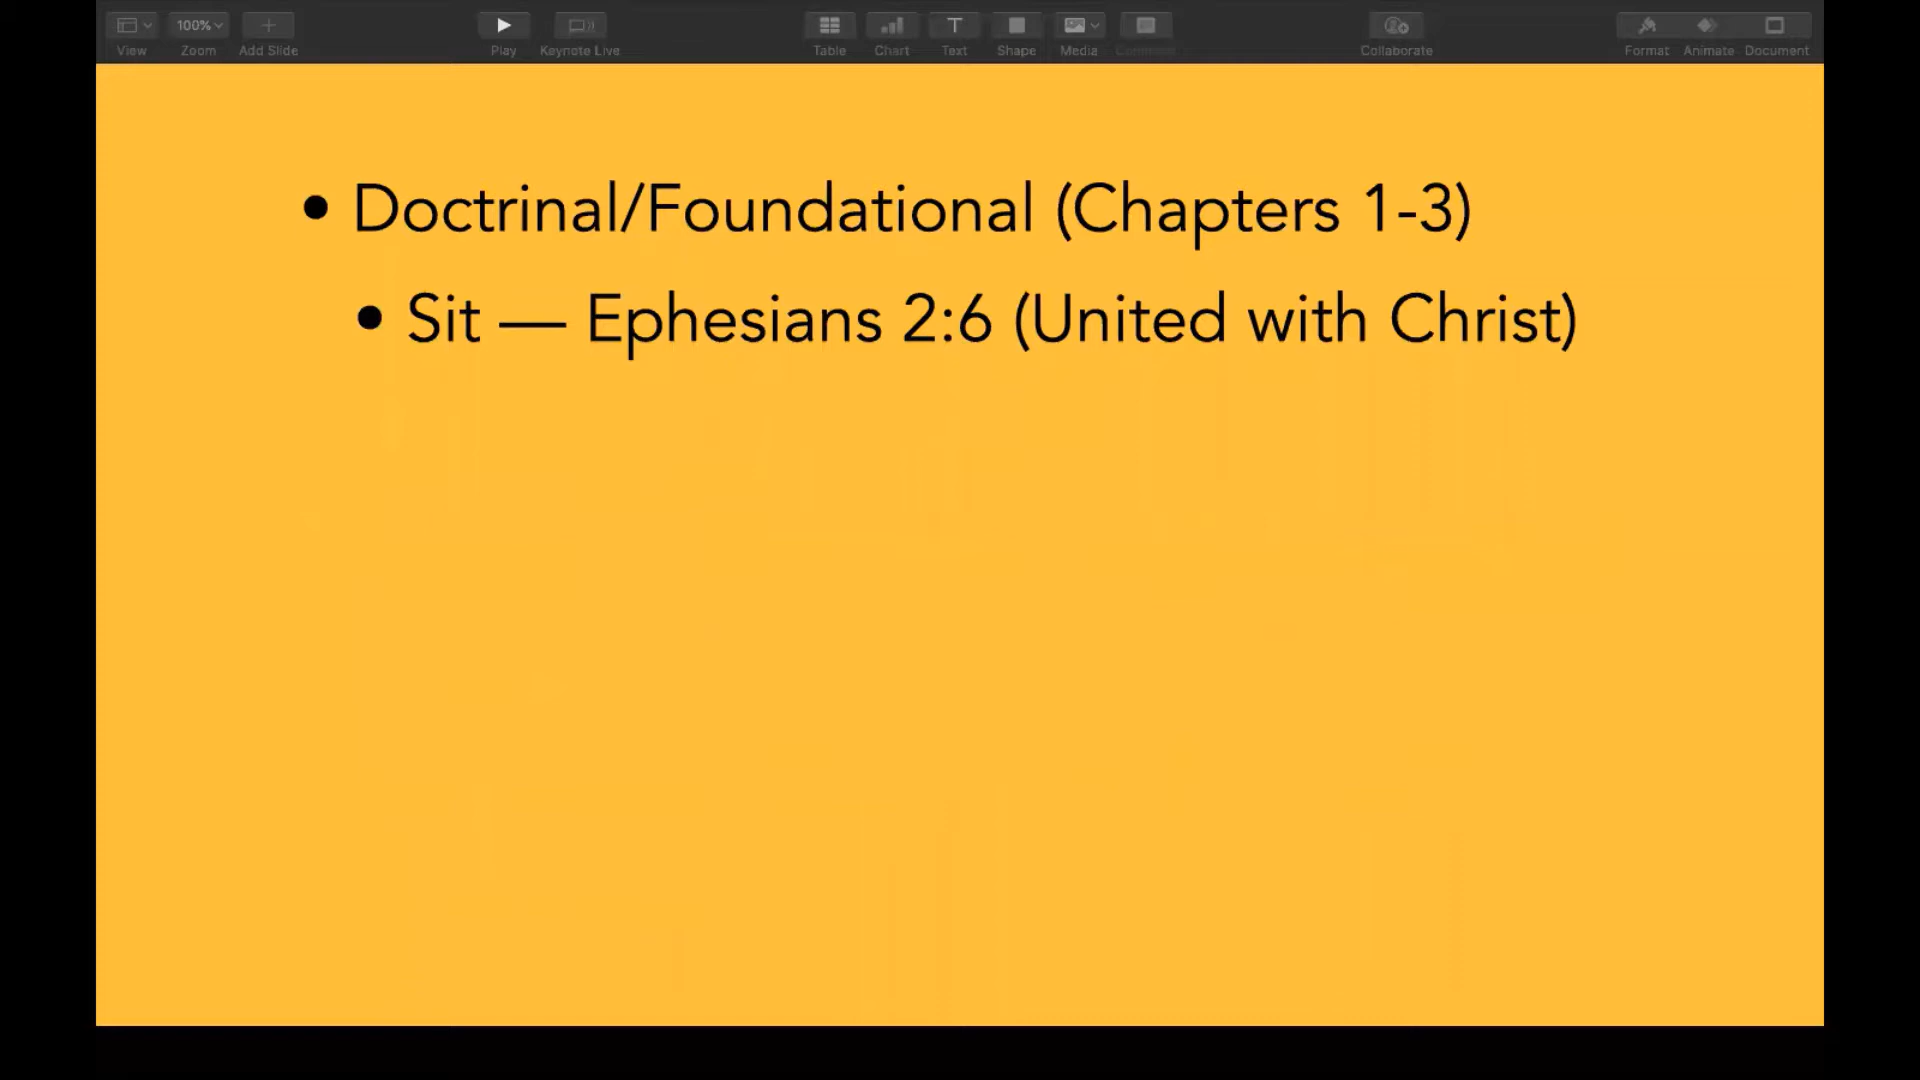 100%
View Zoom Add Slide Play Keynote Live Table Chart Text Shape Media Comment Collaborate Format Animate Document
• Doctrinal/Foundational (Chapters 1-3)
• Sit — Ephesians 2:6 (United with Christ)